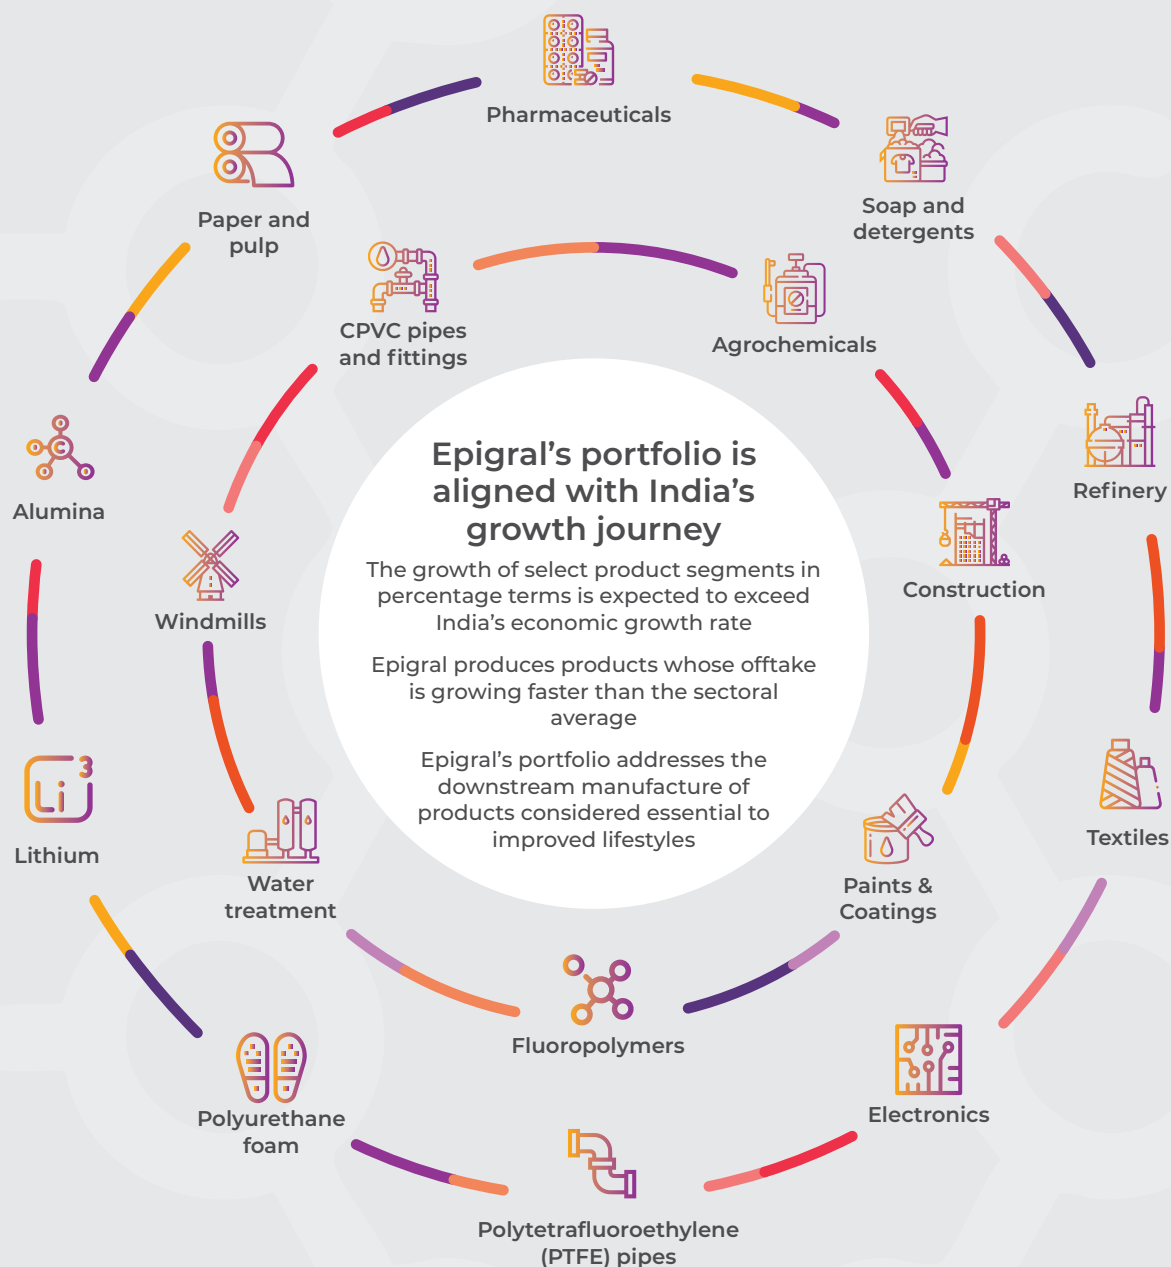 Pharmaceuticals
Soap and
detergents
Paper and
pulp
CPVC pipes
and fittings
Agrochemicals
Epigral’s portfolio is
aligned with India’s
growth journey
The growth of select product segments in
percentage terms is expected to exceed
India’s economic growth rate
Epigral produces products whose offtake
is growing faster than the sectoral
average
Epigral’s portfolio addresses the
downstream manufacture of
products considered essential to
improved lifestyles
Alumina
Refinery
Windmills
Construction
Li 3
Lithium
Textiles
Water
treatment
Paints &
Coatings
Fluoropolymers
Polyurethane
foam
Electronics
Polytetrafluoroethylene
(PTFE) pipes